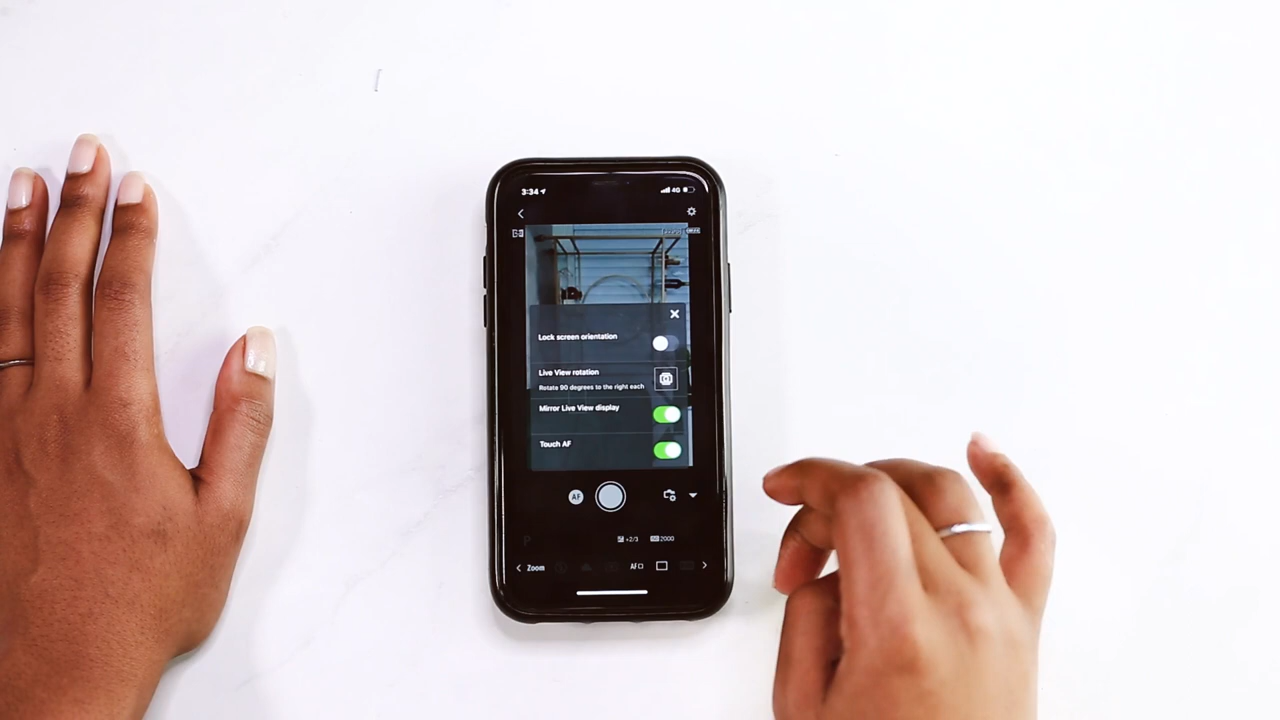 3:34
4G
Lock screen orientation
Live View rotation
Rotate 90 degrees to the right each
Mirror Live View display
Touch AF
AF
P
+2/3
ISO 2000
Zoom
AF